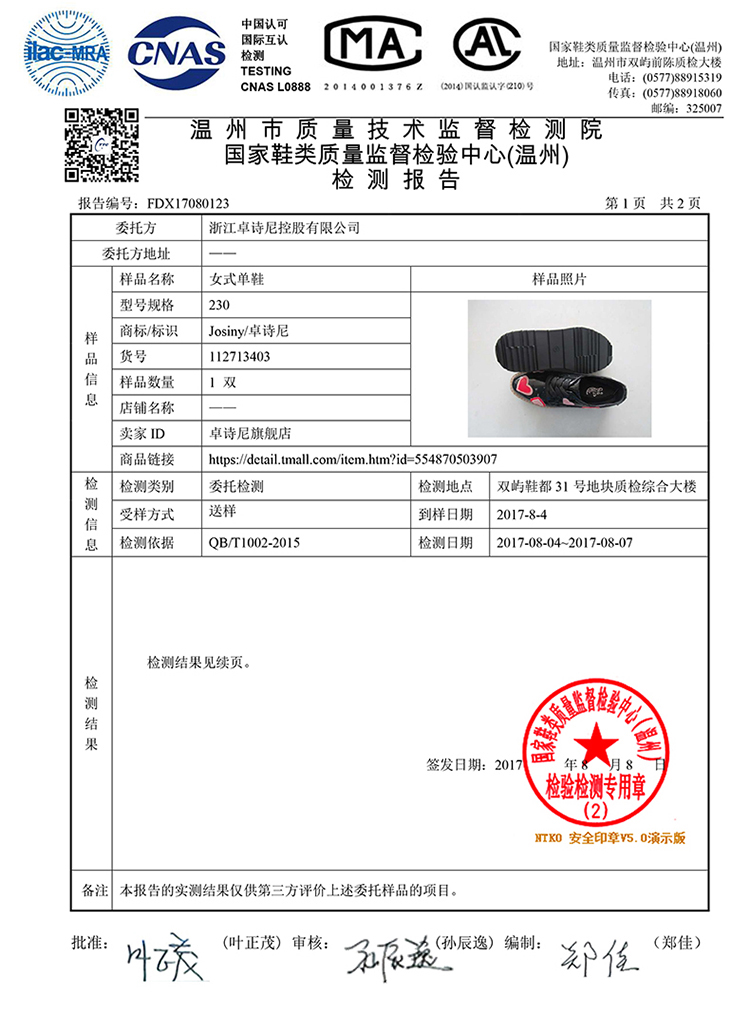 ilac-MRA
CNAS
中国认可
国际互认
检测
TESTING
CNAS L0888
MA
2014001376Z
AL
(2014)国认监认字(210)号
国家鞋类质量监督检验中心(温州)
地址：温州市双屿前陈质检大楼
电话：(0577)88915319
传真：(0577)88918060
邮编：325007
温州市质量技术监督检测院
国家鞋类质量监督检验中心(温州)
检测报告
报告编号：FDX17080123
第1页 共2页
委托方 浙江卓诗尼控股有限公司
委托方地址 ——
样品信息
样品名称 女式单鞋 样品照片
型号规格 230
商标/标识 Josiny/卓诗尼
货号 112713403
样品数量 1 双
店铺名称 ——
卖家 ID 卓诗尼旗舰店
商品链接 https://detail.tmall.com/item.htm?id=554870503907
检测信息
检测类别 委托检测 检测地点 双屿鞋都 31 号地块质检综合大楼
受样方式 送样 到样日期 2017-8-4
检测依据 QB/T1002-2015 检测日期 2017-08-04~2017-08-07
检测结果
检测结果见续页。
签发日期：2017 年 8 月 8 日
国家鞋类质量监督检验中心(温州)
检验检测专用章
(2)
NTKO 安全印章V5.0演示版
备注 本报告的实测结果仅供第三方评价上述委托样品的项目。
批准： 叶正茂 (叶正茂) 审核： 孙辰逸 (孙辰逸) 编制： 郑佳 （郑佳）